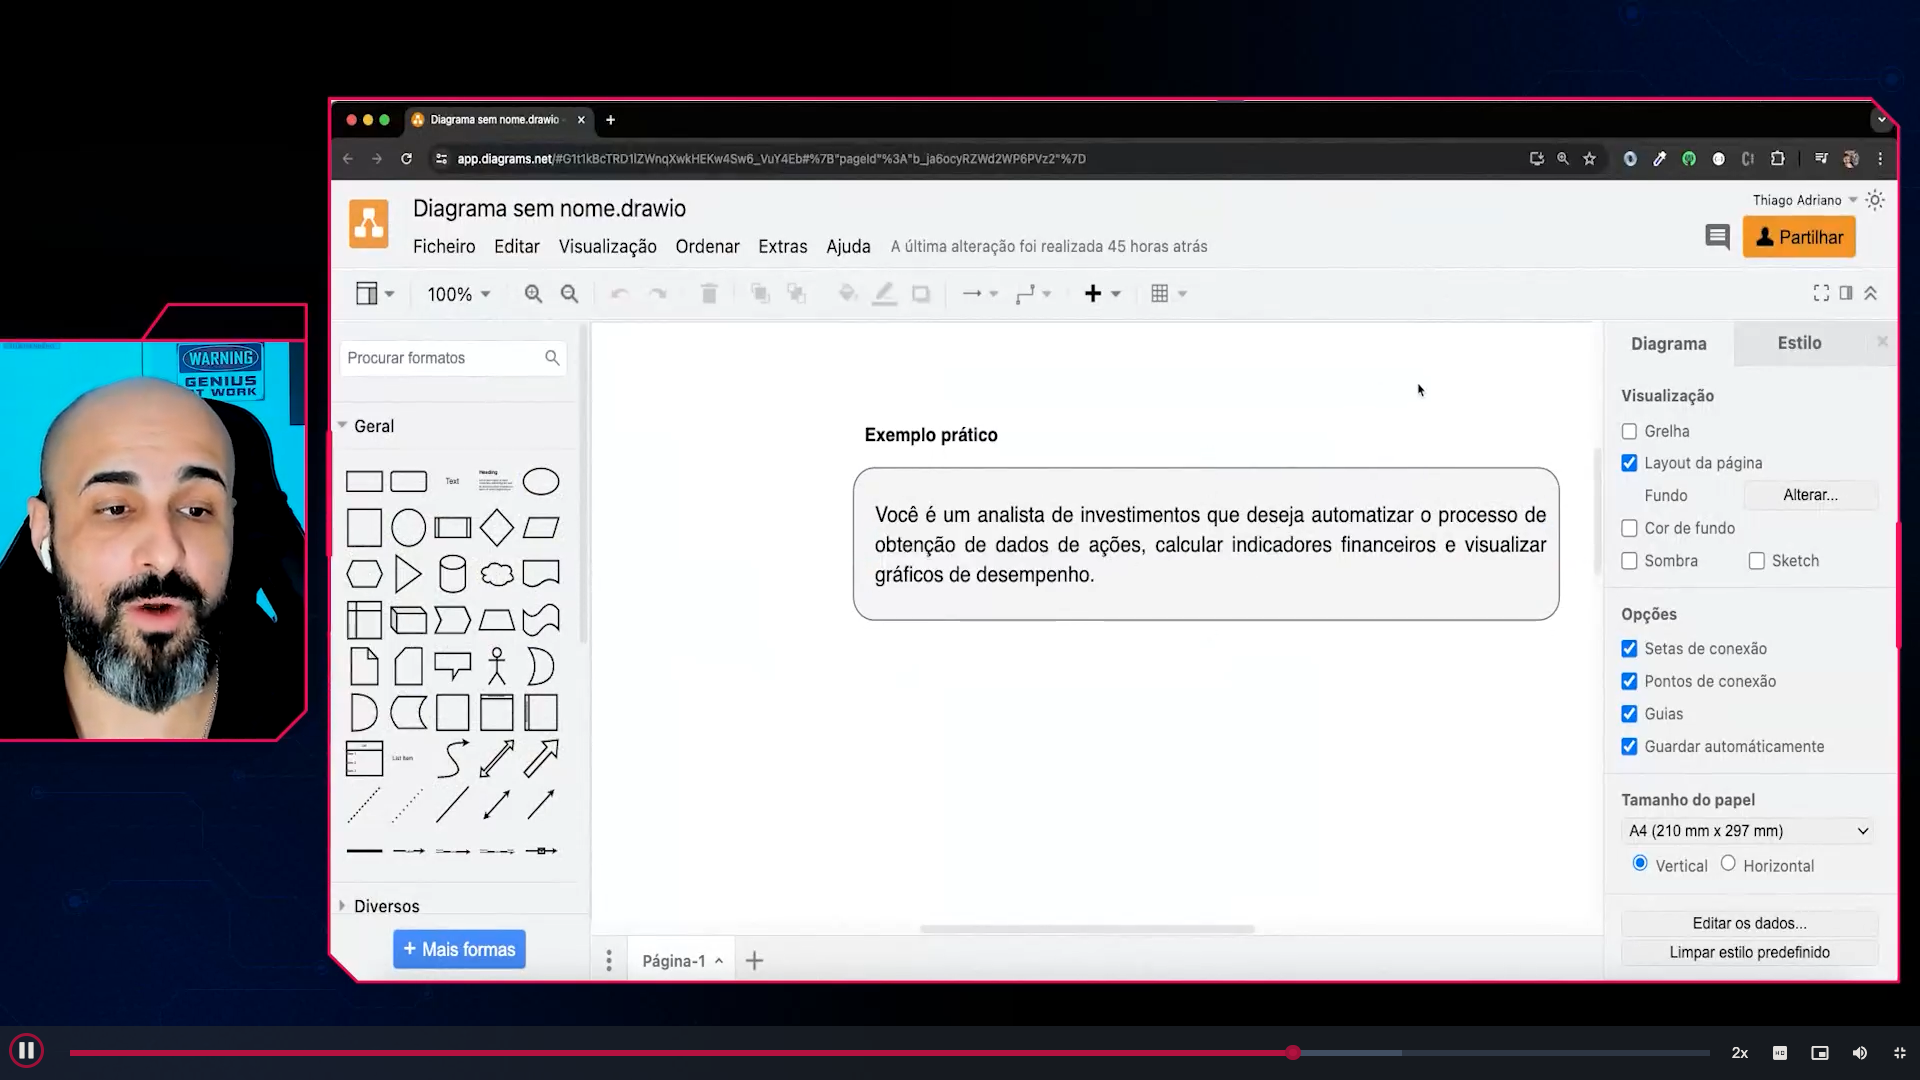 Diagrama sem nome.drawio
app.diagrams.net/#G1t1kBcTRD1lZWnqXwkHEKw4Sw6_VuY4Eb#%7B"pageId"%3A"b_ja6ocyRZWd2WP6PVz2"%7D
Diagrama sem nome.drawio
Thiago Adriano
Ficheiro Editar Visualização Ordenar Extras Ajuda A última alteração foi realizada 45 horas atrás
Partilhar
100%
Procurar formatos
Diagrama Estilo
WARNING
GENIUS
AT WORK
Geral
Text
Heading
List Item
Diversos
+ Mais formas
Exemplo prático
Você é um analista de investimentos que deseja automatizar o processo de
obtenção de dados de ações, calcular indicadores financeiros e visualizar
gráficos de desempenho.
Página-1
Visualização
Grelha
Layout da página
Fundo Alterar...
Cor de fundo
Sombra Sketch
Opções
Setas de conexão
Pontos de conexão
Guias
Guardar automáticamente
Tamanho do papel
A4 (210 mm x 297 mm)
Vertical Horizontal
Editar os dados...
Limpar estilo predefinido
2x